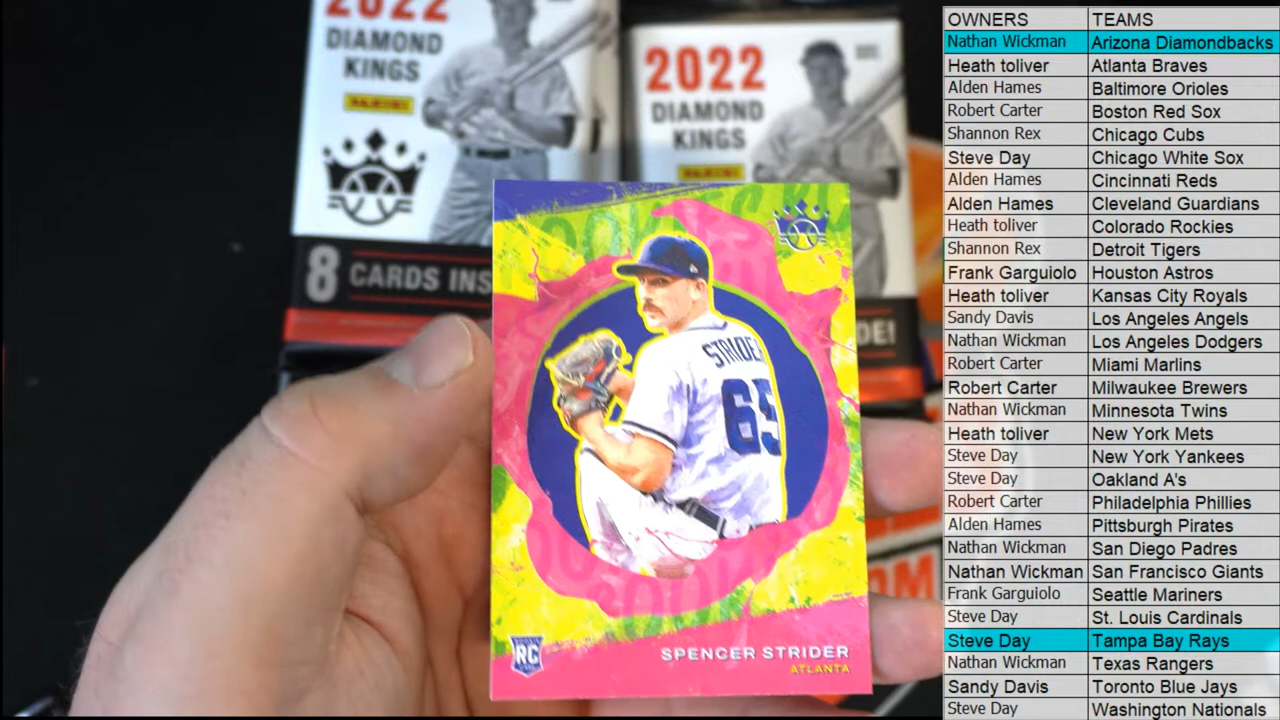 2022
DIAMOND
KINGS
PANINI
8 CARDS INS
2022
DIAMOND
KINGS
PANINI
DE!
STRIDER
65
RC
SPENCER STRIDER
ATLANTA
OM
OWNERS TEAMS
Nathan Wickman Arizona Diamondbacks
Heath toliver Atlanta Braves
Alden Hames Baltimore Orioles
Robert Carter Boston Red Sox
Shannon Rex Chicago Cubs
Steve Day Chicago White Sox
Alden Hames Cincinnati Reds
Alden Hames Cleveland Guardians
Heath toliver Colorado Rockies
Shannon Rex Detroit Tigers
Frank Garguiolo Houston Astros
Heath toliver Kansas City Royals
Sandy Davis Los Angeles Angels
Nathan Wickman Los Angeles Dodgers
Robert Carter Miami Marlins
Robert Carter Milwaukee Brewers
Nathan Wickman Minnesota Twins
Heath toliver New York Mets
Steve Day New York Yankees
Steve Day Oakland A's
Robert Carter Philadelphia Phillies
Alden Hames Pittsburgh Pirates
Nathan Wickman San Diego Padres
Nathan Wickman San Francisco Giants
Frank Garguiolo Seattle Mariners
Steve Day St. Louis Cardinals
Steve Day Tampa Bay Rays
Nathan Wickman Texas Rangers
Sandy Davis Toronto Blue Jays
Steve Day Washington Nationals